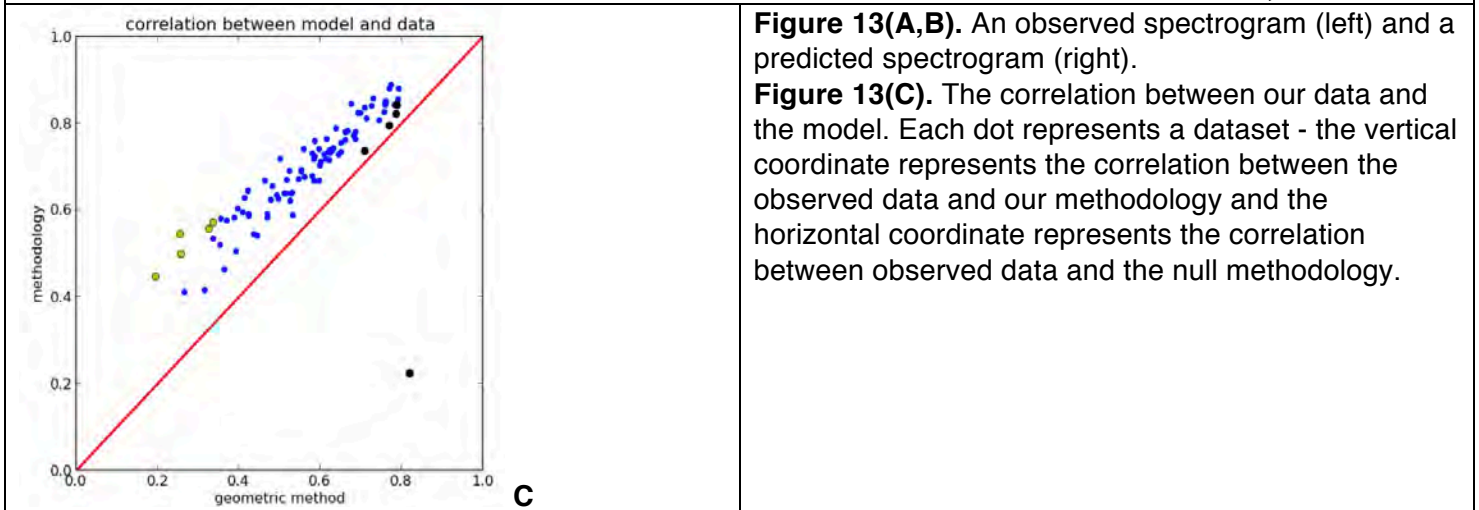 correlation between model and data
1.0
0.8
0.6
0.4
0.2
0.0
methodology
0.2
0.4
0.6
0.8
1.0
geometric method
C
Figure 13(A,B). An observed spectrogram (left) and a
predicted spectrogram (right).
Figure 13(C). The correlation between our data and
the model. Each dot represents a dataset - the vertical
coordinate represents the correlation between the
observed data and our methodology and the
horizontal coordinate represents the correlation
between observed data and the null methodology.